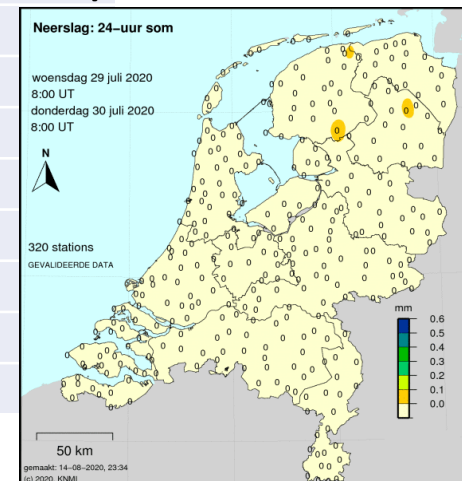 Neerslag: 24-uur som
woensdag 29 juli 2020
8:00 UT
donderdag 30 juli 2020
8:00 UT
N
320 stations
GEVALIDEERDE DATA
mm
0.6
0.5
0.4
0.3
0.2
0.1
0.0
50 km
gemaakt: 14-08-2020, 23:34
(c) 2020, KNMI